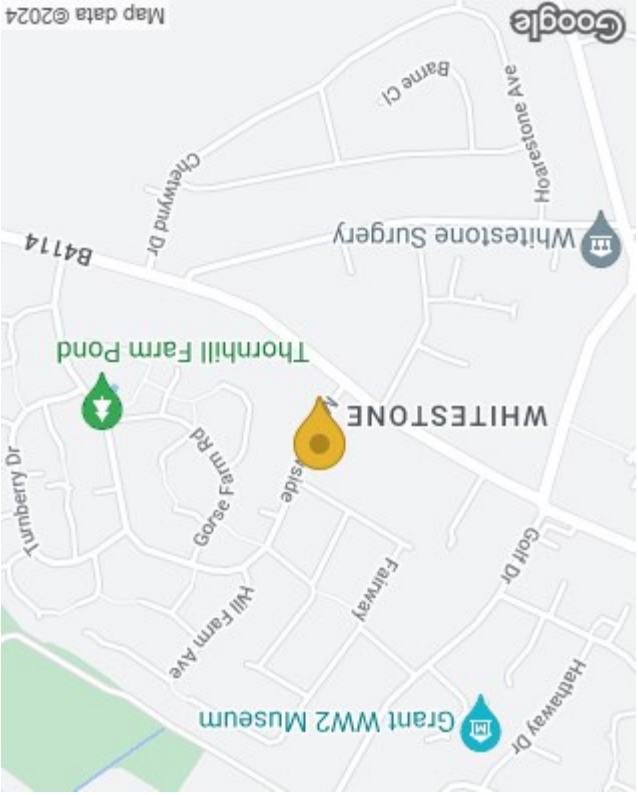 Grant WW2 Museum
Hathaway Dr
Hill Farm Ave
Fairway
Golf Dr
Gorse Farm Rd
Turnberry Dr
WHITESTONE
Thornhill Farm Pond
B4114
Whitestone Surgery
Chetwynd Dr
Hoarestone Ave
Barne Cl
Google
Map data ©2024